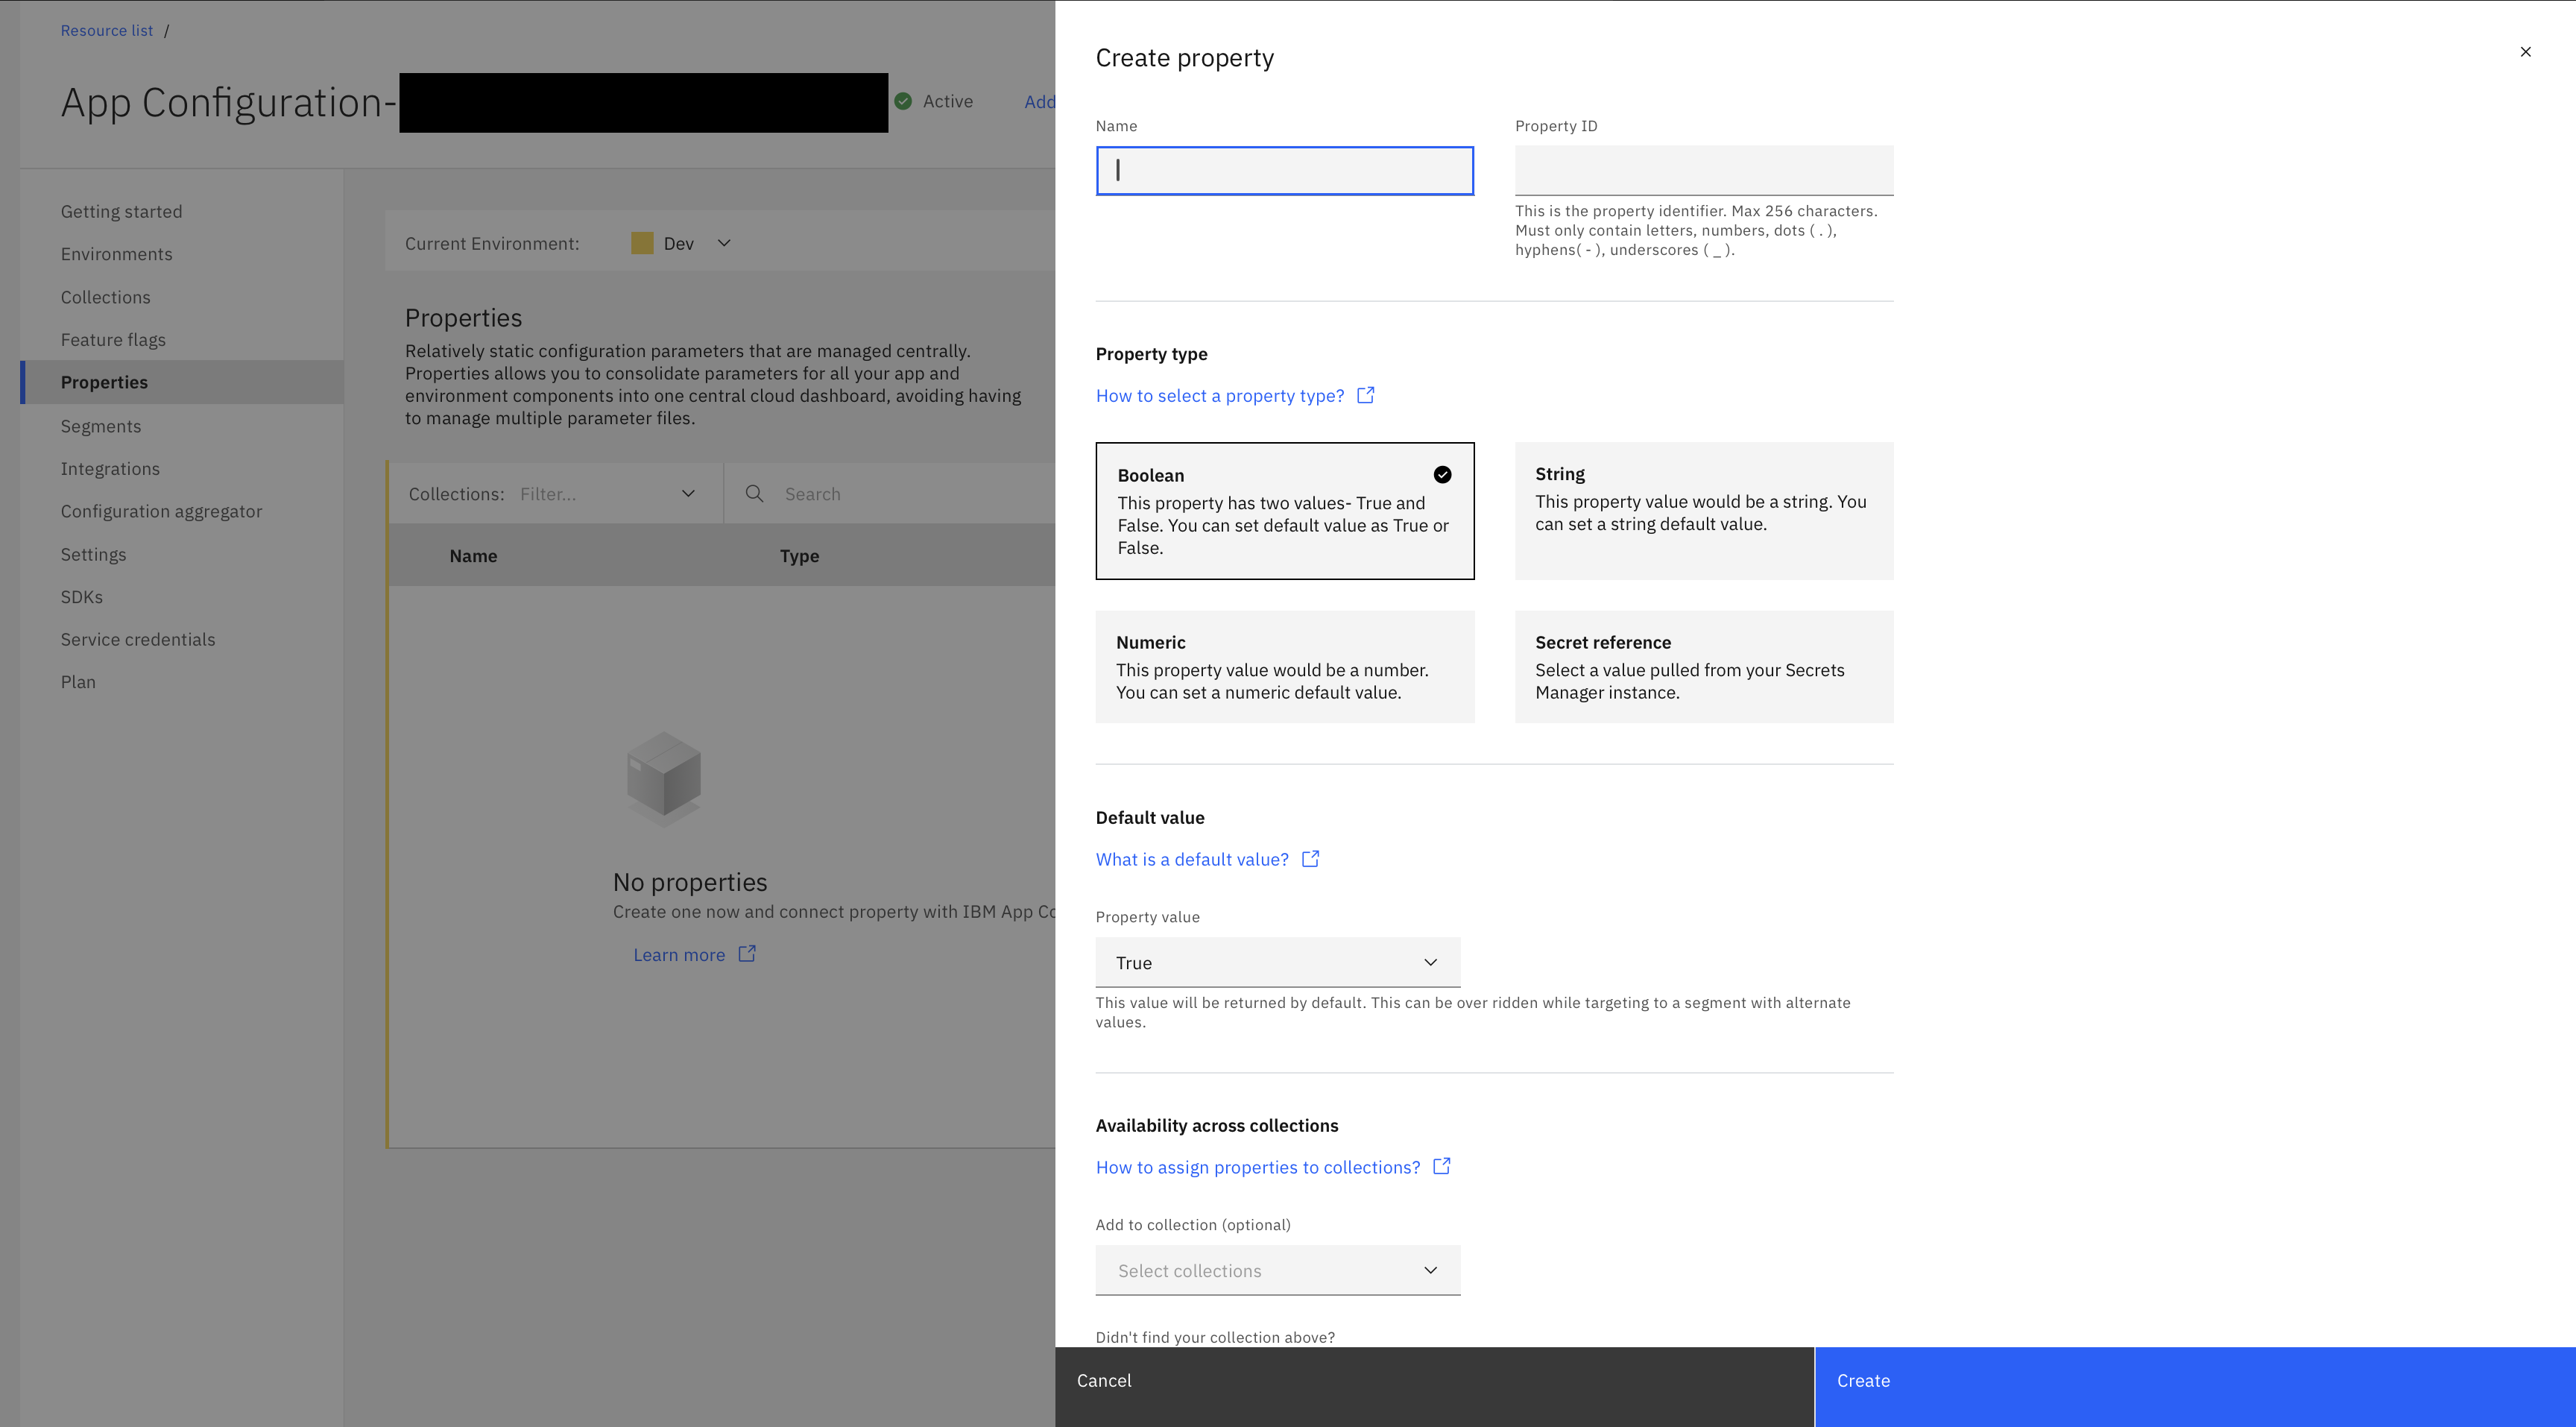 Resource list /
App Configuration-
Active
Add
Getting started
Environments
Collections
Feature flags
Properties
Segments
Integrations
Configuration aggregator
Settings
SDKs
Service credentials
Plan
Current Environment:
Dev
Properties
Relatively static configuration parameters that are managed centrally.
Properties allows you to consolidate parameters for all your app and
environment components into one central cloud dashboard, avoiding having
to manage multiple parameter files.
Collections: Filter...
Search
Name
Type
No properties
Create one now and connect property with IBM App Co
Learn more
Create property
Name
Property ID
This is the property identifier. Max 256 characters.
Must only contain letters, numbers, dots ( . ),
hyphens( - ), underscores ( _ ).
Property type
How to select a property type?
Boolean
This property has two values- True and
False. You can set default value as True or
False.
String
This property value would be a string. You
can set a string default value.
Numeric
This property value would be a number.
You can set a numeric default value.
Secret reference
Select a value pulled from your Secrets
Manager instance.
Default value
What is a default value?
Property value
True
This value will be returned by default. This can be over ridden while targeting to a segment with alternate
values.
Availability across collections
How to assign properties to collections?
Add to collection (optional)
Select collections
Didn't find your collection above?
Cancel
Create